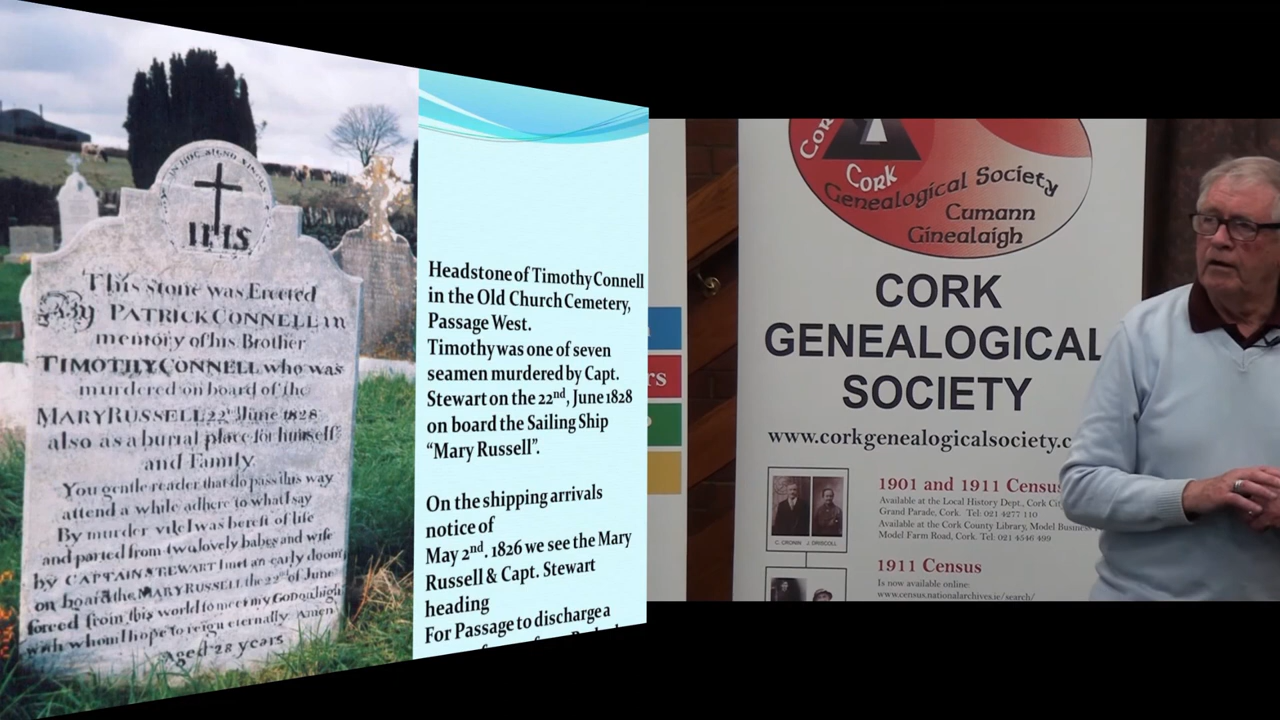 IN HOC SIGNO VINCES
IHS
This stone was Erected
By PATRICK CONNELL in
memory of his Brother
TIMOTHY CONNELL who was
murdered on board of the
MARY RUSSELL 22nd June 1828
also as a burial place for himself
and Family.
You gentle reader that do pass this way
attend a while adhere to what I say
By murder vile I was bereft of life
and parted from two lovely babes and wife
by CAPTAIN STEWART I met an early doom
on board the MARY RUSSELL the 22nd of June
forced from this world to meet my God on high
with whom I hope to reign eternally Amen
Aged 28 years
Headstone of Timothy Connell
in the Old Church Cemetery,
Passage West.
Timothy was one of seven
seamen murdered by Capt.
Stewart on the 22nd, June 1828
on board the Sailing Ship
“Mary Russell”.
On the shipping arrivals
notice of
May 2nd. 1826 we see the Mary
Russell & Capt. Stewart
heading
For Passage to discharge a
rs
Cork
Genealogical Society
Cumann
Ginealaigh
CORK
GENEALOGICAL
SOCIETY
www.corkgenealogicalsociety.c
1901 and 1911 Census
Available at the Local History Dept., Cork Ci
Grand Parade, Cork. Tel: 021 4277 110
Available at the Cork County Library, Model Busine
Model Farm Road, Cork. Tel: 021 4546 499
C. CRONIN J. DRISCOLL
1911 Census
Is now available online:
www.census.nationalarchives.ie/search/